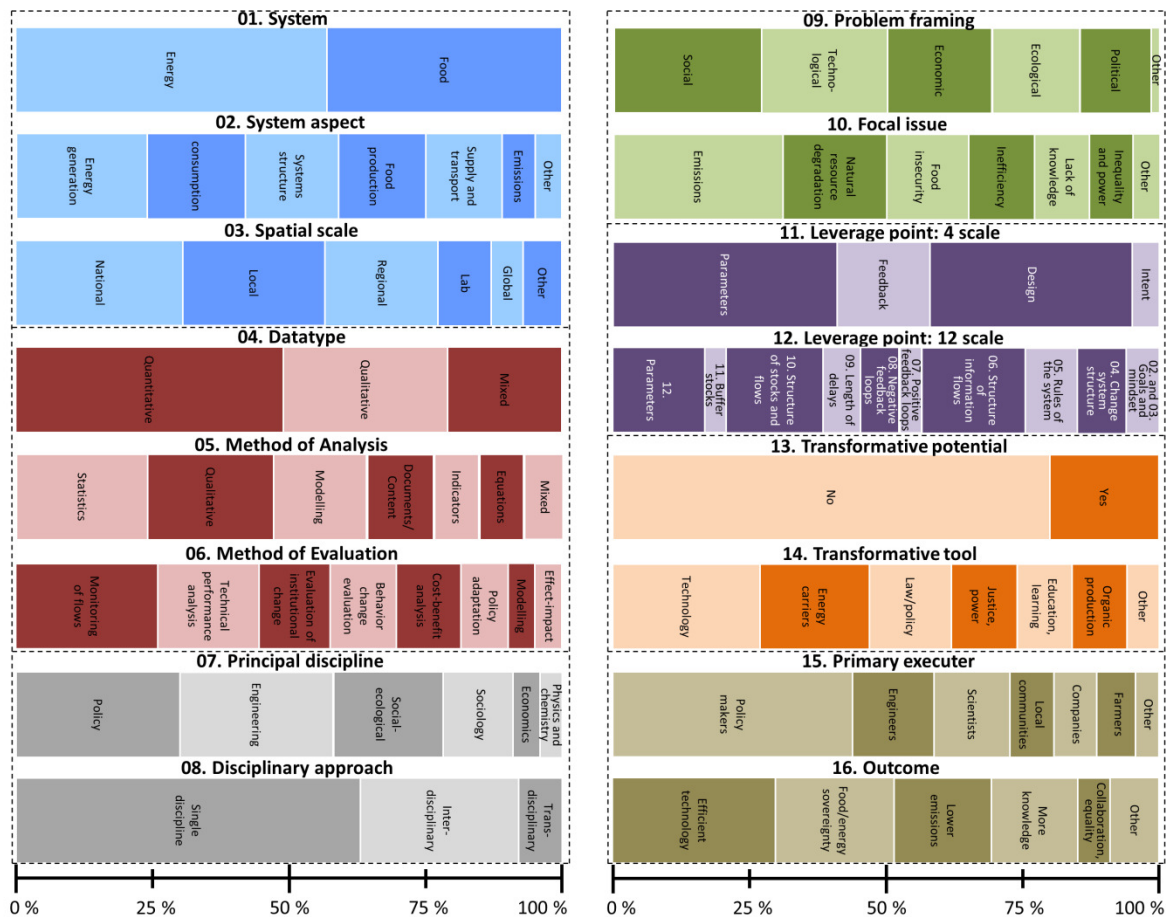 01. System
Energy
Food
02. System aspect
Energy
generation
consumption
Systems
structure
Food
production
Supply and
transport
Emissions
Other
03. Spatial scale
National
Local
Regional
Lab
Global
Other
04. Datatype
Quantitative
Qualitative
Mixed
05. Method of Analysis
Statistics
Qualitative
Modelling
Documents/
Content
Indicators
Equations
Mixed
06. Method of Evaluation
Monitoring
of flows
Technical
performance
analysis
Evaluation of
institutional
change
Behavior
change
evaluation
Cost-benefit
analysis
Policy
adaptation
Modelling
Effect-impact
07. Principal discipline
Policy
Engineering
Social-
ecological
Sociology
Economics
Physics and
chemistry
08. Disciplinary approach
Single
discipline
Inter-
disciplinary
Trans-
disciplinary
0 %
25 %
50 %
75 %
100 %
09. Problem framing
Social
Techno-
logical
Economic
Ecological
Political
Other
10. Focal issue
Emissions
Natural
resource
degradation
Food
insecurity
Inefficiency
Lack of
knowledge
Inequality
and power
Other
11. Leverage point: 4 scale
Parameters
Feedback
Design
Intent
12. Leverage point: 12 scale
12.
Parameters
11. Buffer
stocks
10. Structure
of stocks and
flows
09. Length of
delays
08. Negative
feedback
loops
07. Positive
feedback loops
06. Structure
of
information
flows
05. Rules of
the system
04. Change
system
structure
02. and 03:
Goals and
mindset
13. Transformative potential
No
Yes
14. Transformative tool
Technology
Energy
carriers
Law/policy
Justice,
power
Education,
learning
Organic
production
Other
15. Primary executer
Policy
makers
Engineers
Scientists
Local
communities
Companies
Farmers
Other
16. Outcome
Efficient
technology
Food/energy
sovereignty
Lower
emissions
More
knowledge
Collaboration,
equality
Other
0 %
25 %
50 %
75 %
100 %